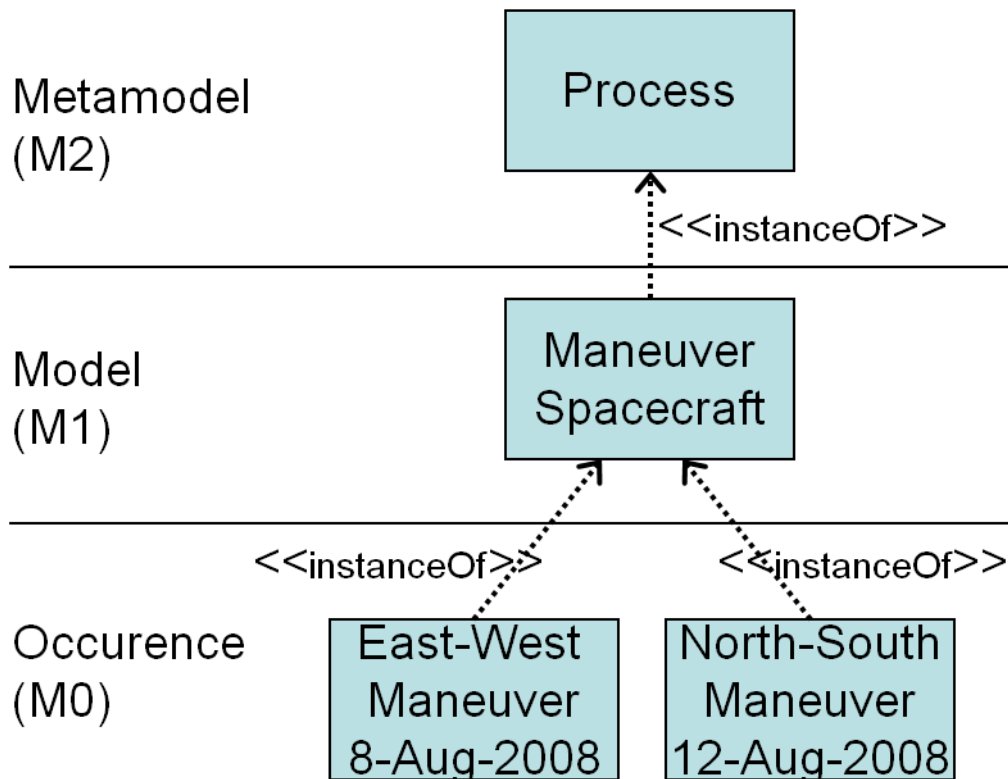 Metamodel
(M2)
Process
<<instanceOf>>
Model
(M1)
Maneuver
Spacecraft
<<instanceOf>>
<<instanceOf>>
Occurence
(M0)
East-West
Maneuver
8-Aug-2008
North-South
Maneuver
12-Aug-2008